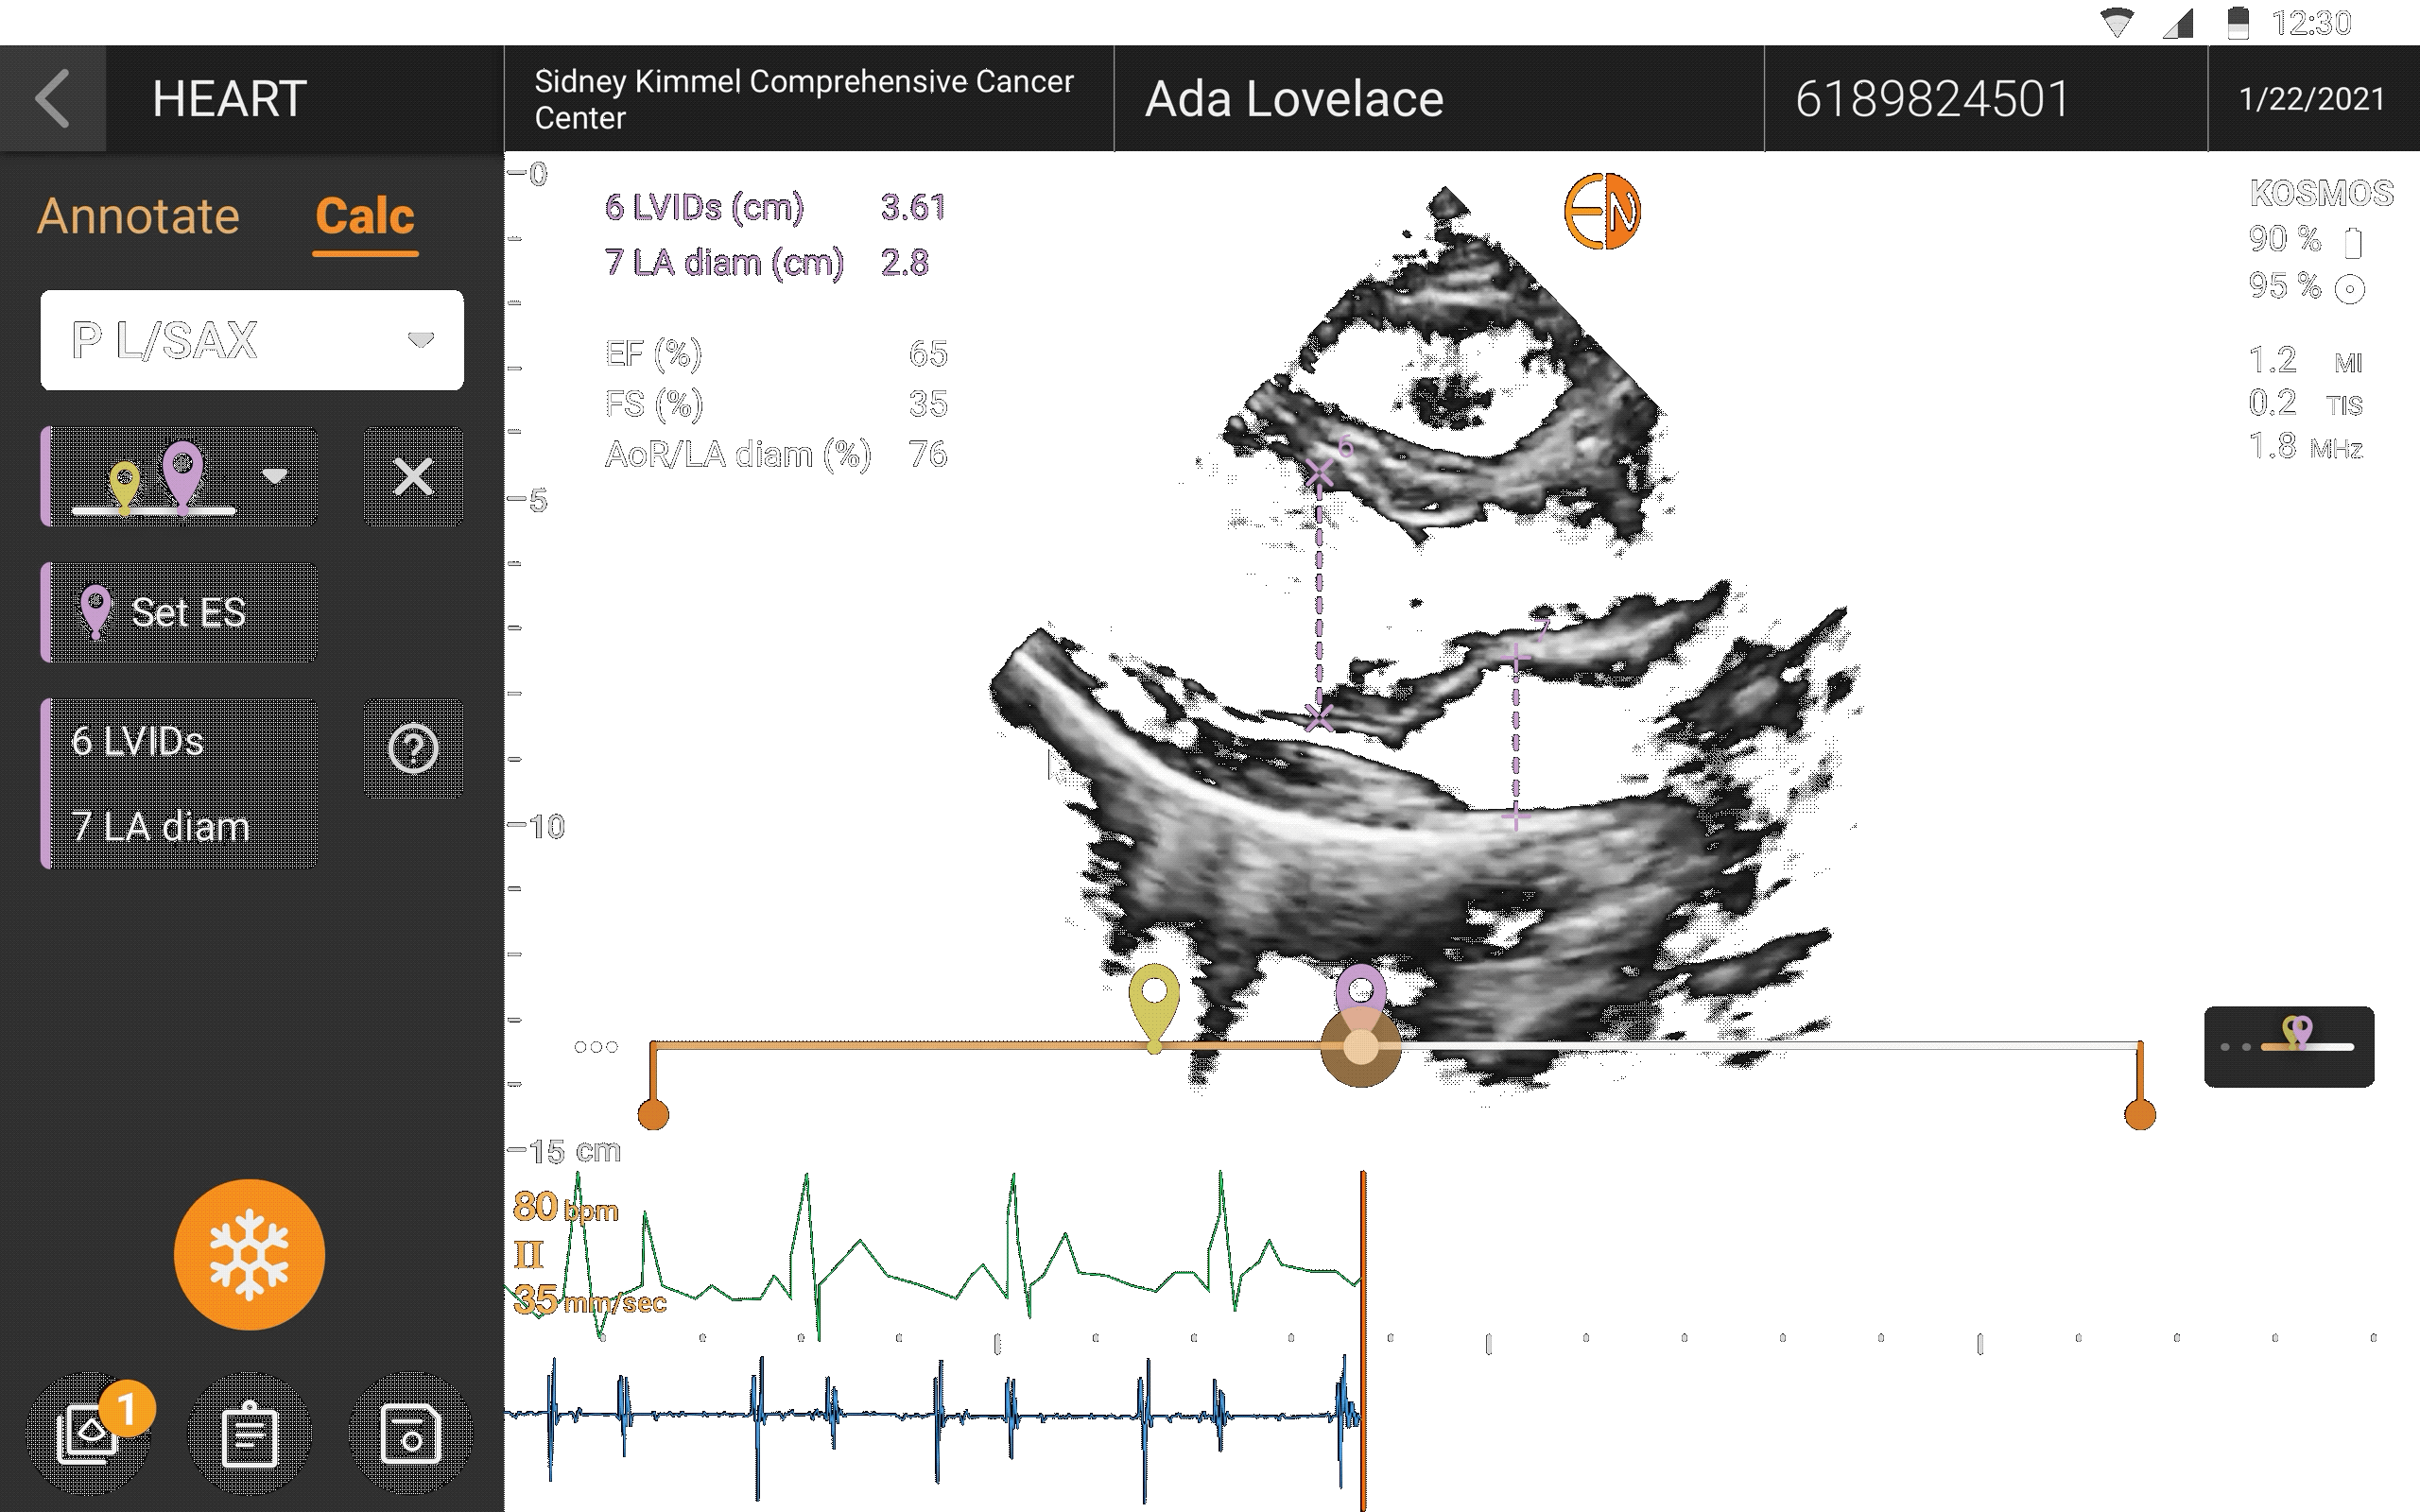 12:30
HEART
Sidney Kimmel Comprehensive Cancer
Center
Ada Lovelace
6189824501
1/22/2021
Annotate
Calc
P L/SAX
Set ES
6 LVIDs
7 LA diam
1
0
5
10
15 cm
6 LVIDs (cm) 3.61
7 LA diam (cm) 2.8
EF (%) 65
FS (%) 35
AoR/LA diam (%) 76
EN
6
7
KOSMOS
90 %
95 %
1.2 MI
0.2 TIS
1.8 MHz
80 bpm
II
35 mm/sec